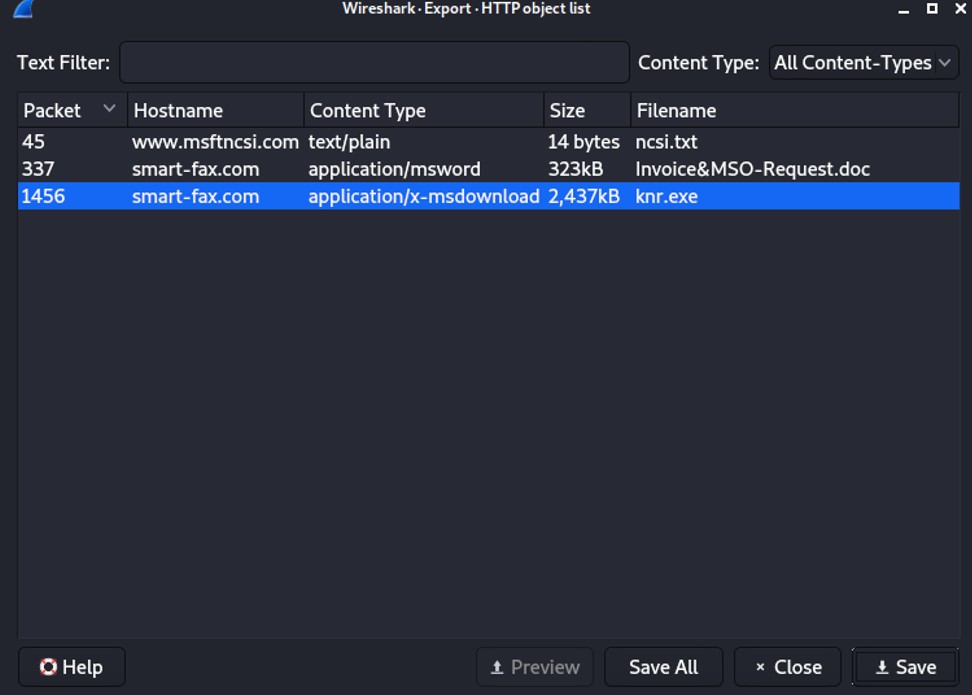 Wireshark · Export · HTTP object list
Text Filter: Content Type: All Content-Types
Packet Hostname Content Type Size Filename
45 www.msftncsi.com text/plain 14 bytes ncsi.txt
337 smart-fax.com application/msword 323kB Invoice&MSO-Request.doc
1456 smart-fax.com application/x-msdownload 2,437kB knr.exe
Help Preview Save All Close Save